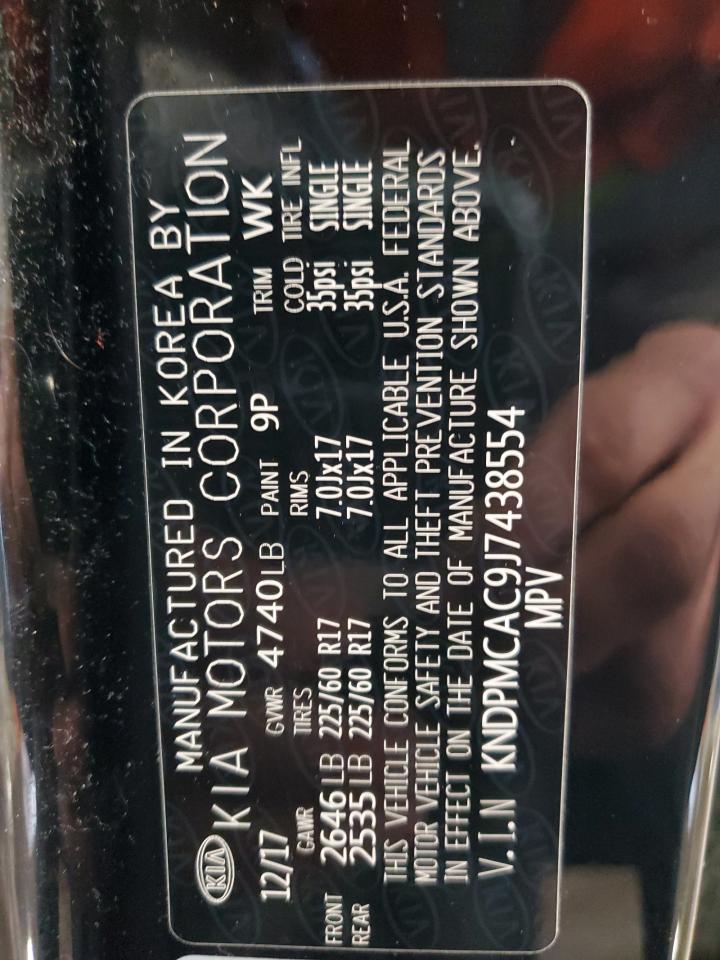 KIA MANUFACTURED IN KOREA BY
KIA MOTORS CORPORATION
12/17 GVWR 4740LB PAINT 9P TRIM WK
GAWR TIRES RIMS COLD TIRE INFL
FRONT 2646LB 225/60 R17 7.0Jx17 35psi SINGLE
REAR 2535LB 225/60 R17 7.0Jx17 35psi SINGLE
THIS VEHICLE CONFORMS TO ALL APPLICABLE U.S.A. FEDERAL
MOTOR VEHICLE SAFETY AND THEFT PREVENTION STANDARDS
IN EFFECT ON THE DATE OF MANUFACTURE SHOWN ABOVE.
V.I.N KNDPMCAC9J7438554
MPV